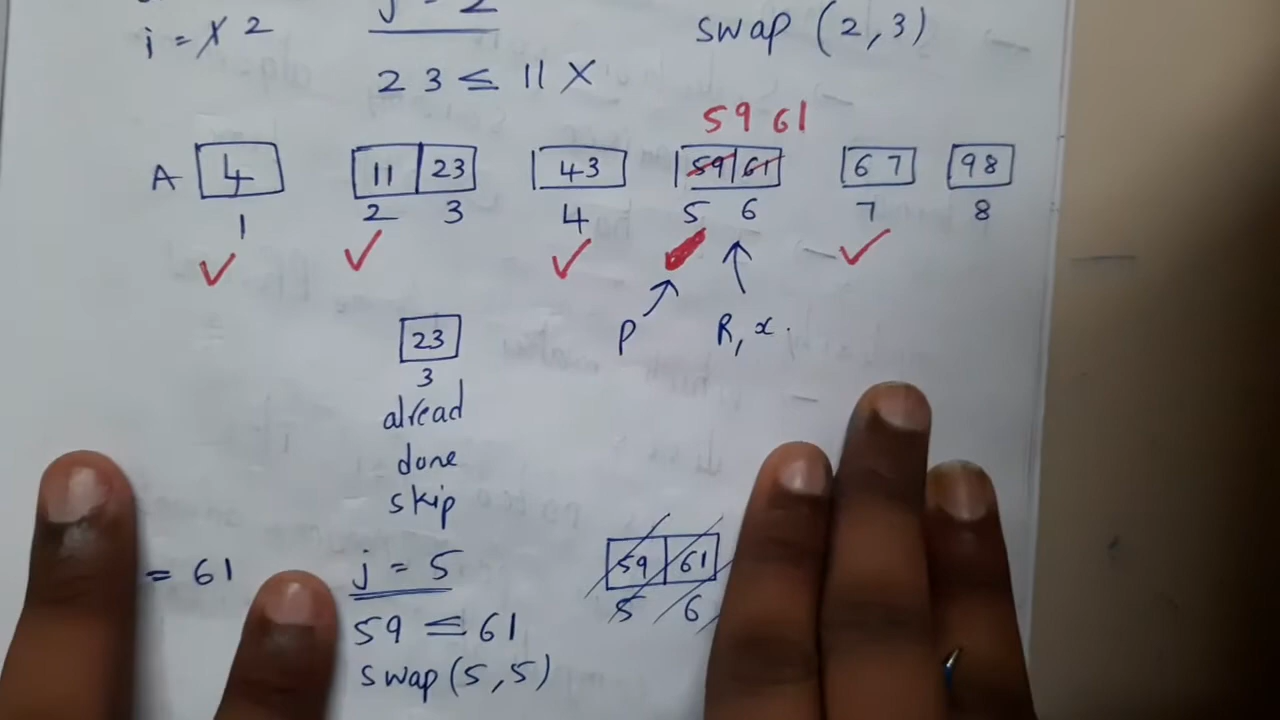 i = X 2
j = 2
swap (2, 3)
23 ≤ 11 X
59 61
A 4 11 23 43 59 61 67 98
1 2 3 4 5 6 7 8
P R, x.
23
3
alread
done
skip
= 61
j = 5
59 61
5 6
59 ≤ 61
swap (5, 5)